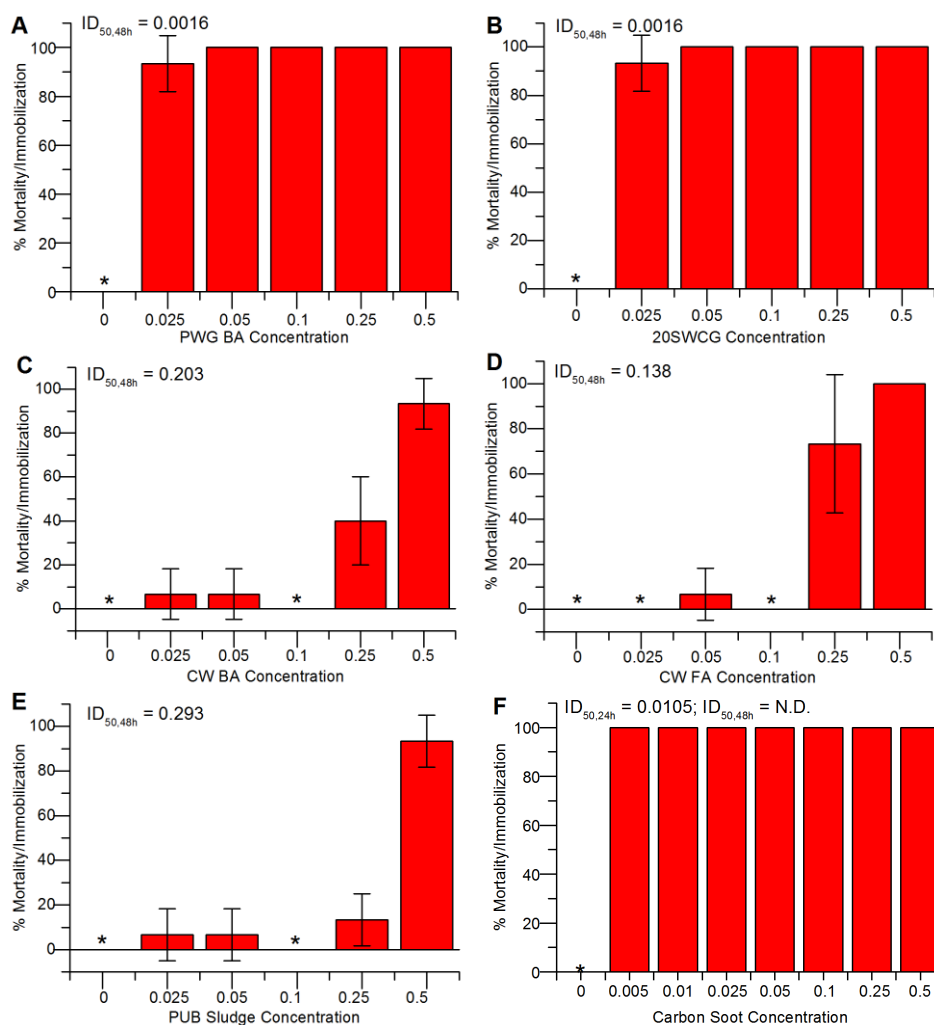 A
ID50,48h = 0.0016
% Mortality/Immobilization
100
80
60
40
20
0
*
0 0.025 0.05 0.1 0.25 0.5
PWG BA Concentration
B
ID50,48h = 0.0016
% Mortality/Immobilization
100
80
60
40
20
0
*
0 0.025 0.05 0.1 0.25 0.5
20SWCG Concentration
C
ID50,48h = 0.203
% Mortality/Immobilization
100
80
60
40
20
0
* *
0 0.025 0.05 0.1 0.25 0.5
CW BA Concentration
D
ID50,48h = 0.138
% Mortality/Immobilization
100
80
60
40
20
0
* * *
0 0.025 0.05 0.1 0.25 0.5
CW FA Concentration
E
ID50,48h = 0.293
% Mortality/Immobilization
100
80
60
40
20
0
* *
0 0.025 0.05 0.1 0.25 0.5
PUB Sludge Concentration
F
ID50,24h = 0.0105; ID50,48h = N.D.
% Mortality/Immobilization
100
80
60
40
20
0
*
0 0.005 0.01 0.025 0.05 0.1 0.25 0.5
Carbon Soot Concentration